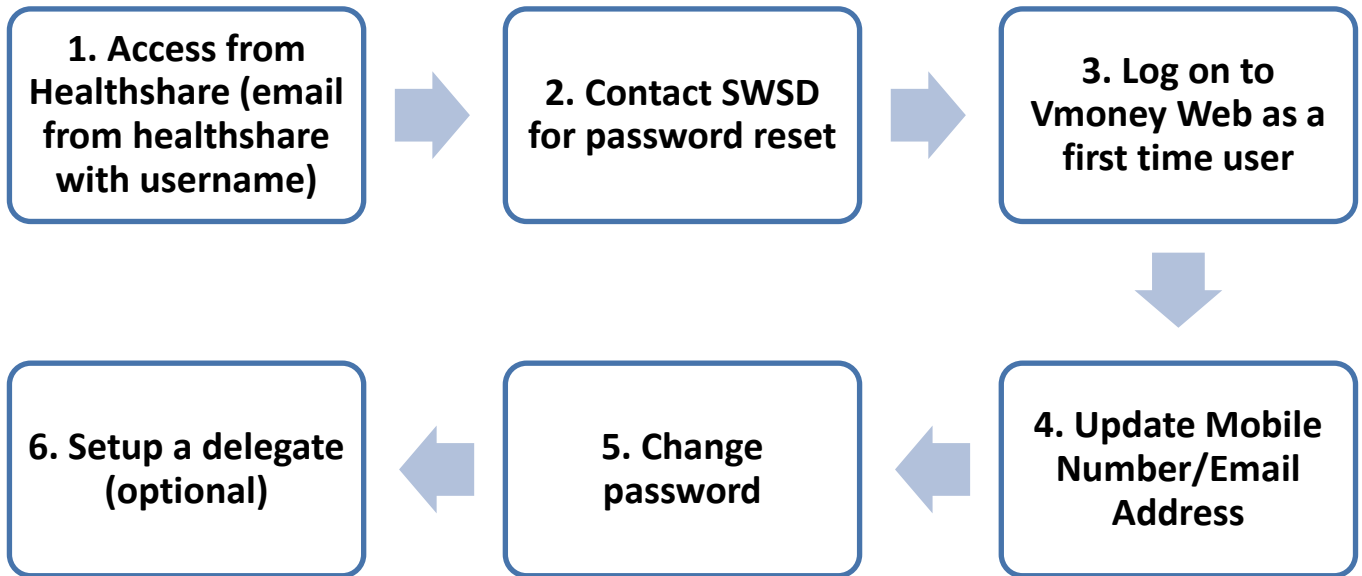 1. Access from
Healthshare (email
from healthshare
with username)
2. Contact SWSD
for password reset
3. Log on to
Vmoney Web as a
first time user
4. Update Mobile
Number/Email
Address
5. Change
password
6. Setup a delegate
(optional)